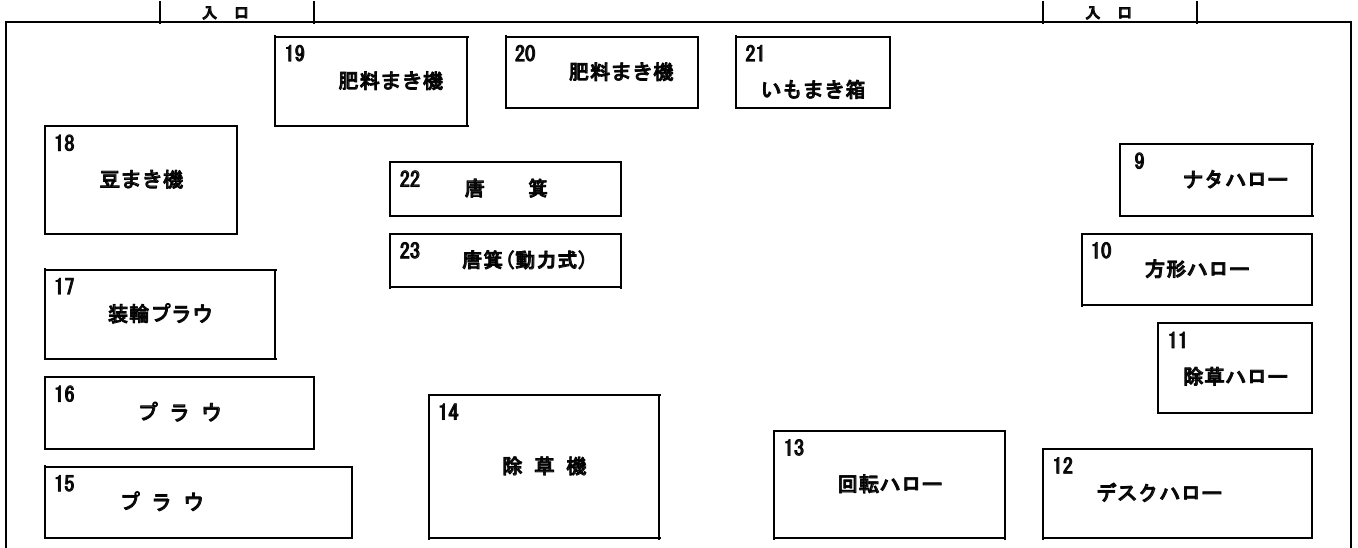 入 口
入 口
19
肥料まき機
20
肥料まき機
21
いもまき箱
18
豆まき機
22
唐 箕
9
ナタハロー
23
唐箕(動力式)
10
方形ハロー
17
装輪プラウ
11
除草ハロー
16
プ ラ ウ
14
除 草 機
13
回転ハロー
12
デスクハロー
15
プ ラ ウ